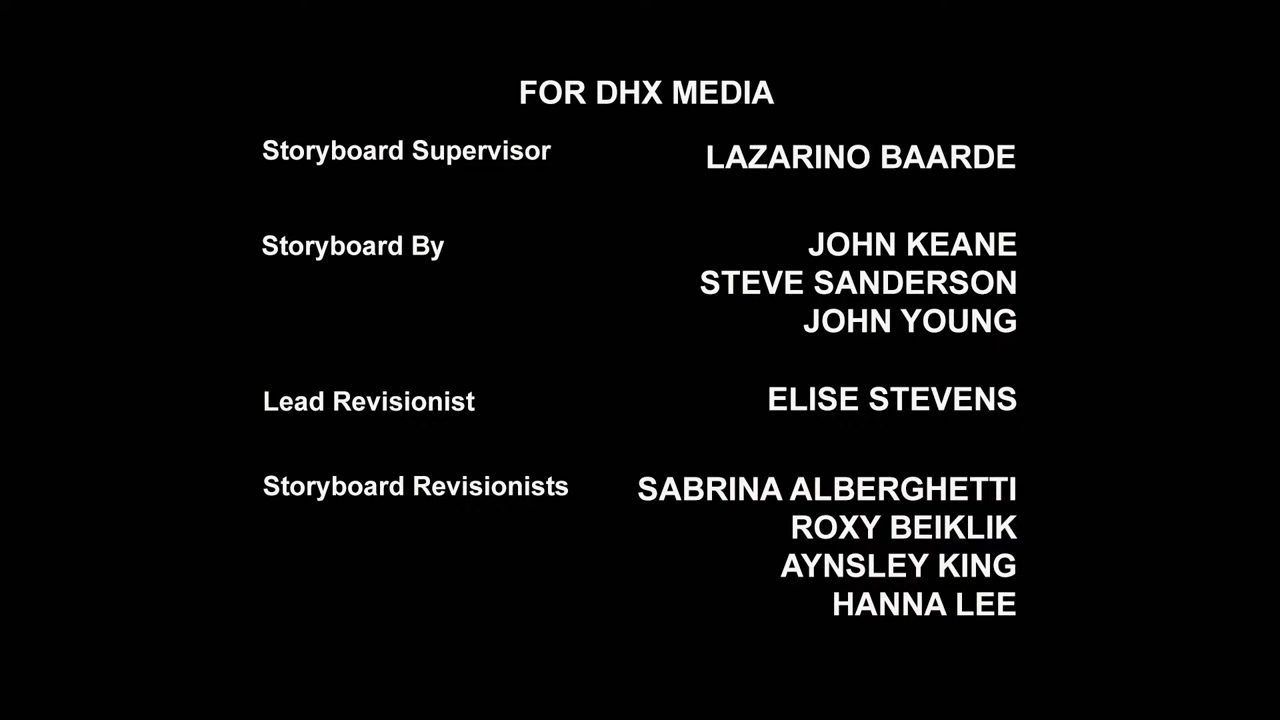 FOR DHX MEDIA
Storyboard Supervisor LAZARINO BAARDE
Storyboard By JOHN KEANE
STEVE SANDERSON
JOHN YOUNG
Lead Revisionist ELISE STEVENS
Storyboard Revisionists SABRINA ALBERGHETTI
ROXY BEIKLIK
AYNSLEY KING
HANNA LEE